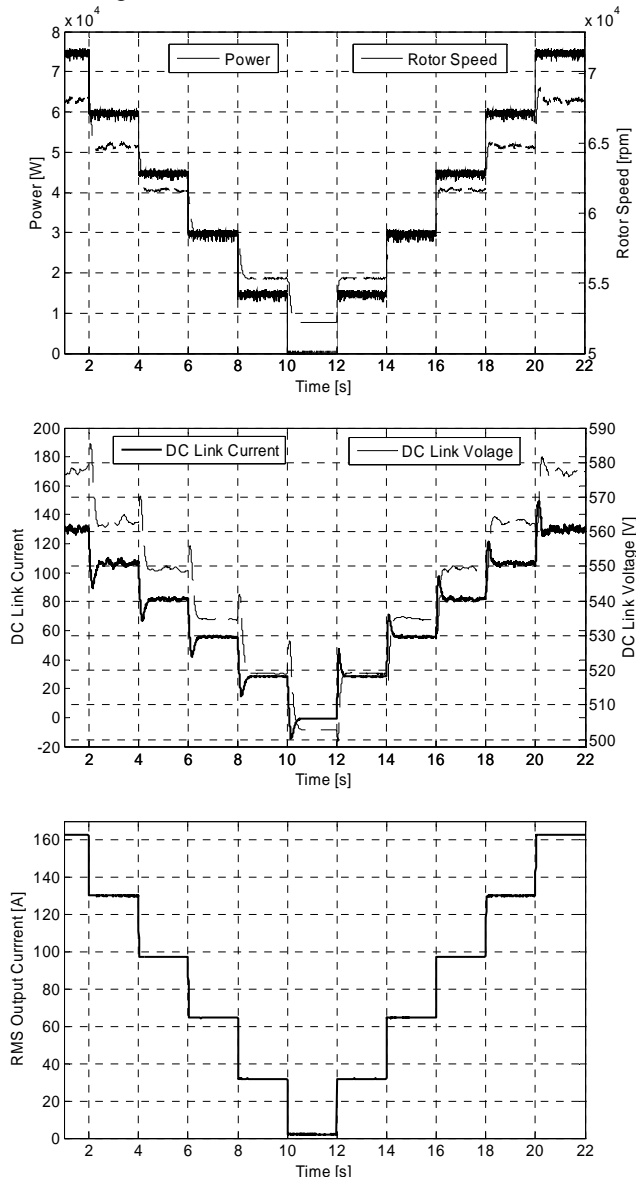 x 10^4
x 10^4
8
7
6
5
4
3
2
1
0
Power [W]
Power
Rotor Speed
7
6.5
6
5.5
5
Rotor Speed [rpm]
2 4 6 8 10 12 14 16 18 20 22
Time [s]
200
180
160
140
120
100
80
60
40
20
0
-20
DC Link Current
DC Link Current
DC Link Volage
590
580
570
560
550
540
530
520
510
500
DC Link Voltage [V]
2 4 6 8 10 12 14 16 18 20 22
Time [s]
160
140
120
100
80
60
40
20
0
RMS Output Currrent [A]
2 4 6 8 10 12 14 16 18 20 22
Time [s]